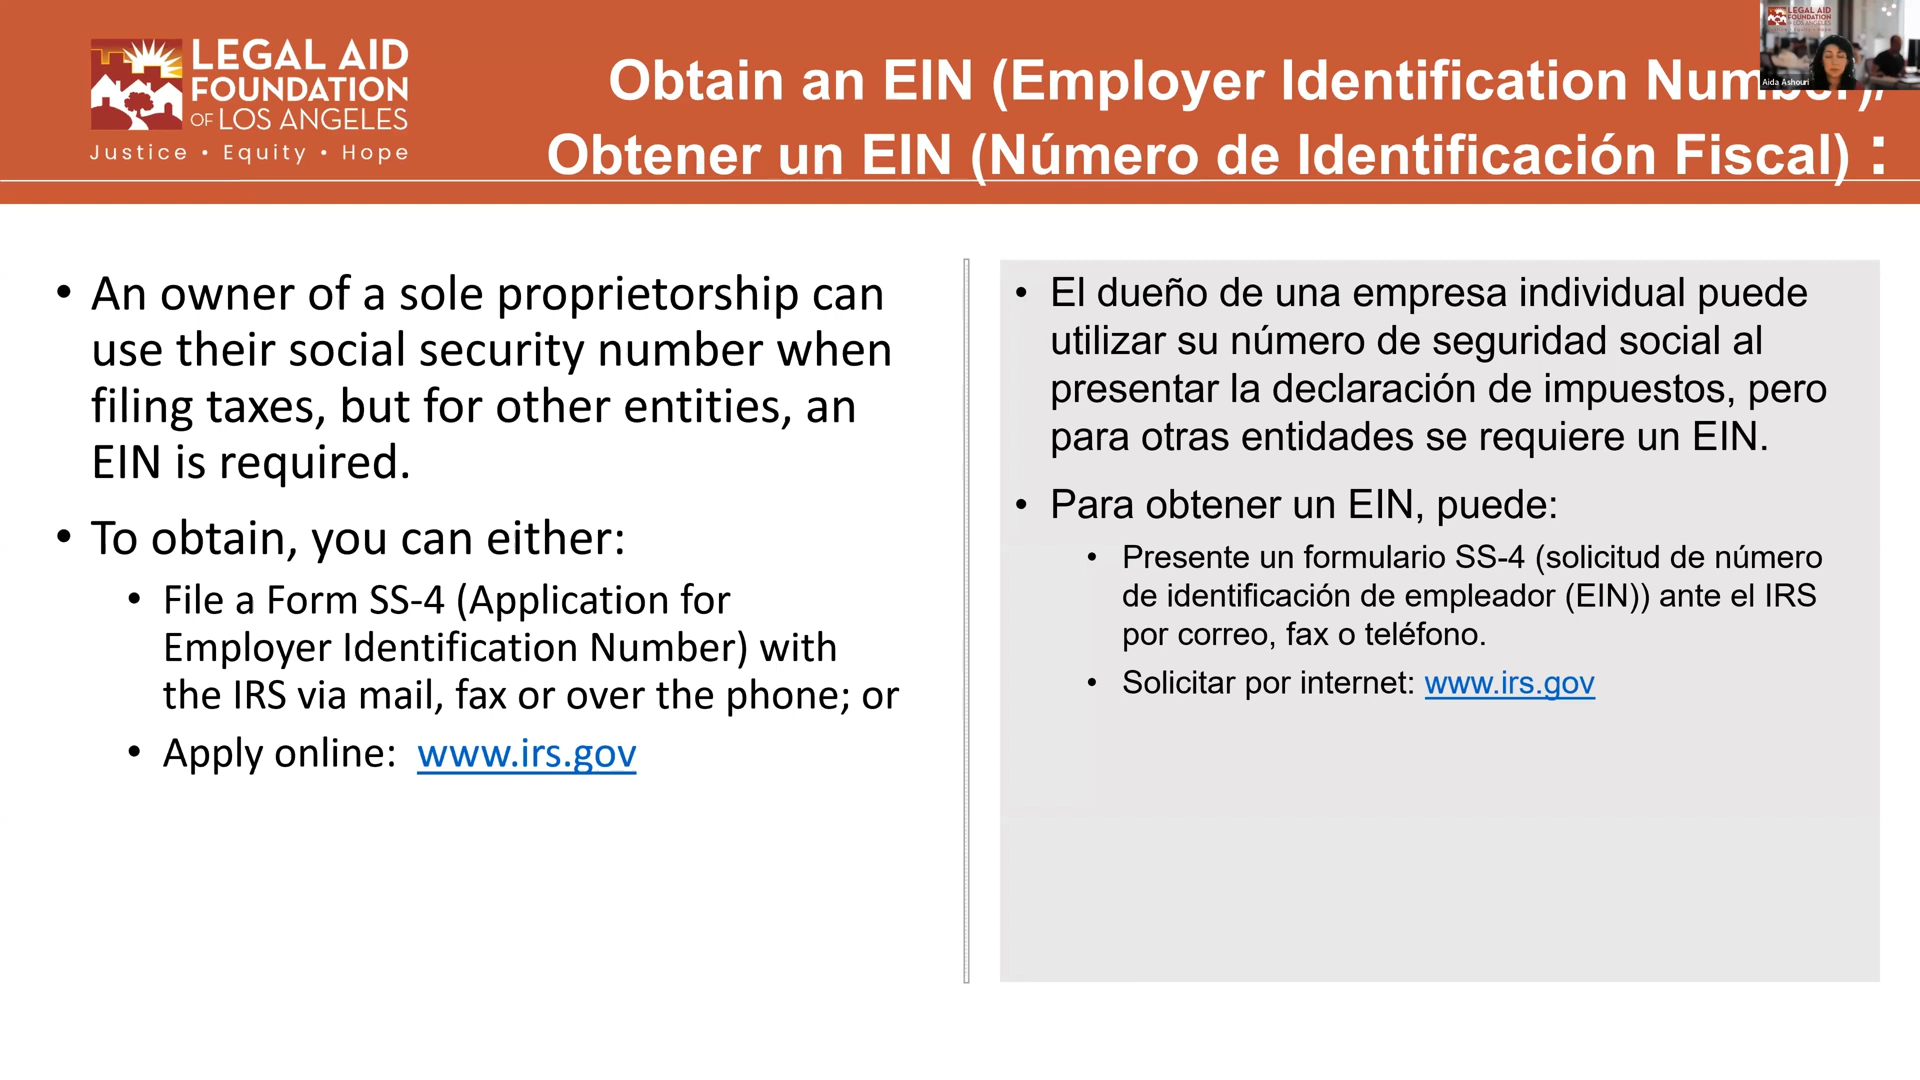 LEGAL AID
FOUNDATION
OF LOS ANGELES
Justice • Equity • Hope
Obtain an EIN (Employer Identification Number)/
Obtener un EIN (Número de Identificación Fiscal) :
LEGAL AID
FOUNDATION
Aida Ashouri
• An owner of a sole proprietorship can
use their social security number when
filing taxes, but for other entities, an
EIN is required.
• To obtain, you can either:
• File a Form SS-4 (Application for
Employer Identification Number) with
the IRS via mail, fax or over the phone; or
• Apply online: www.irs.gov
• El dueño de una empresa individual puede
utilizar su número de seguridad social al
presentar la declaración de impuestos, pero
para otras entidades se requiere un EIN.
• Para obtener un EIN, puede:
• Presente un formulario SS-4 (solicitud de número
de identificación de empleador (EIN)) ante el IRS
por correo, fax o teléfono.
• Solicitar por internet: www.irs.gov